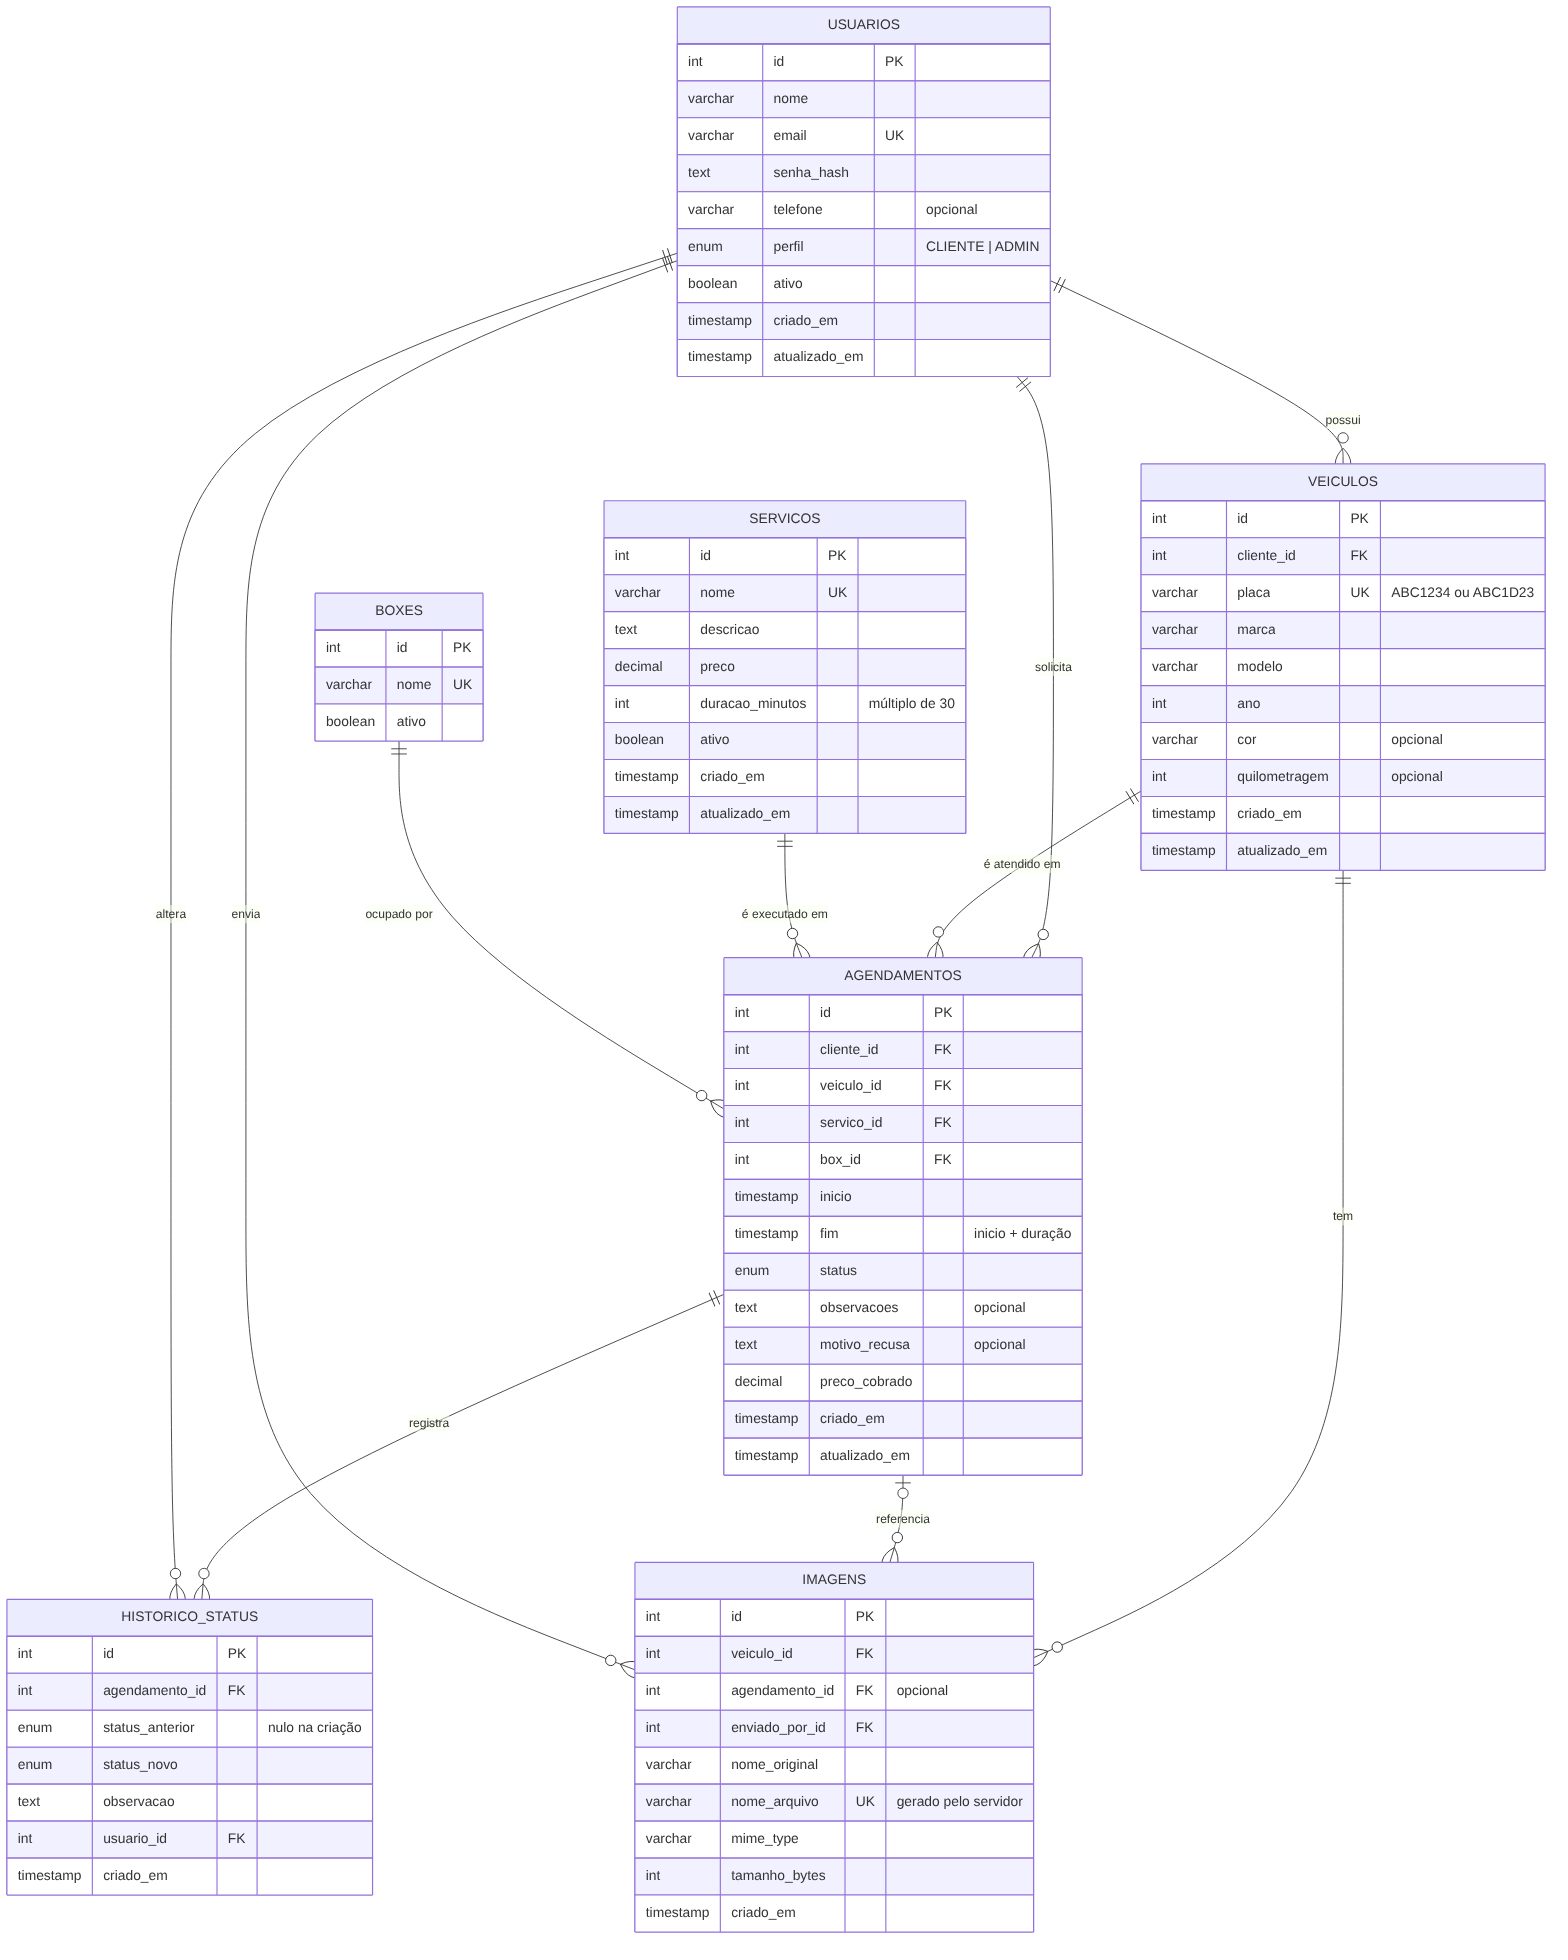 USUARIOS
int id PK
varchar nome
varchar email UK
text senha_hash
varchar telefone opcional
enum perfil CLIENTE | ADMIN
boolean ativo
timestamp criado_em
timestamp atualizado_em
possui
VEICULOS
int id PK
int cliente_id FK
varchar placa UK ABC1234 ou ABC1D23
varchar marca
varchar modelo
int ano
varchar cor opcional
int quilometragem opcional
timestamp criado_em
timestamp atualizado_em
SERVICOS
int id PK
varchar nome UK
text descricao
decimal preco
int duracao_minutos múltiplo de 30
boolean ativo
timestamp criado_em
timestamp atualizado_em
BOXES
int id PK
varchar nome UK
boolean ativo
solicita
é atendido em
altera
envia
ocupado por
é executado em
AGENDAMENTOS
int id PK
int cliente_id FK
int veiculo_id FK
int servico_id FK
int box_id FK
timestamp inicio
timestamp fim inicio + duração
enum status
text observacoes opcional
text motivo_recusa opcional
decimal preco_cobrado
timestamp criado_em
timestamp atualizado_em
tem
registra
referencia
HISTORICO_STATUS
int id PK
int agendamento_id FK
enum status_anterior nulo na criação
enum status_novo
text observacao
int usuario_id FK
timestamp criado_em
IMAGENS
int id PK
int veiculo_id FK
int agendamento_id FK opcional
int enviado_por_id FK
varchar nome_original
varchar nome_arquivo UK gerado pelo servidor
varchar mime_type
int tamanho_bytes
timestamp criado_em